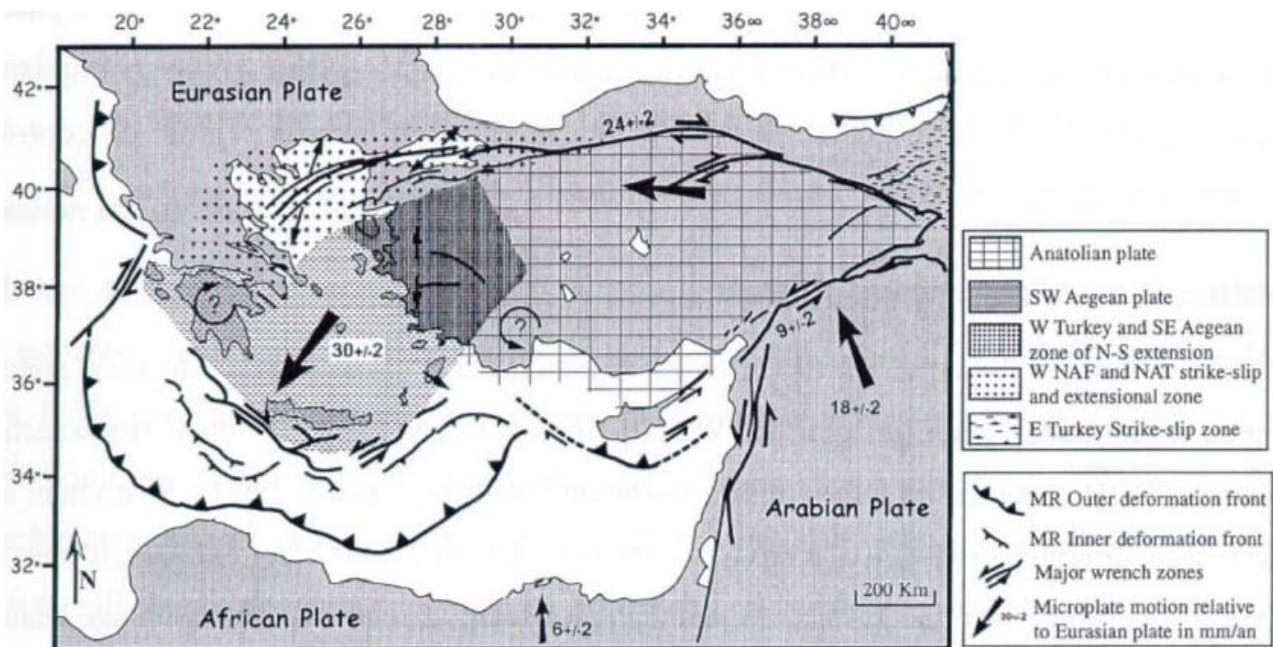 20° 22° 24° 26° 28° 30° 32° 34° 36∞ 38∞ 40∞
42°
40°
38°
36°
34°
32°
Eurasian Plate
24+/-2
?
30+/-2
?
9+/-2
18+/-2
Arabian Plate
N
African Plate
6+/-2
200 Km
Anatolian plate
SW Aegean plate
W Turkey and SE Aegean
zone of N-S extension
W NAF and NAT strike-slip
and extensional zone
E Turkey Strike-slip zone
MR Outer deformation front
MR Inner deformation front
Major wrench zones
30+/-2 Microplate motion relative
to Eurasian plate in mm/an